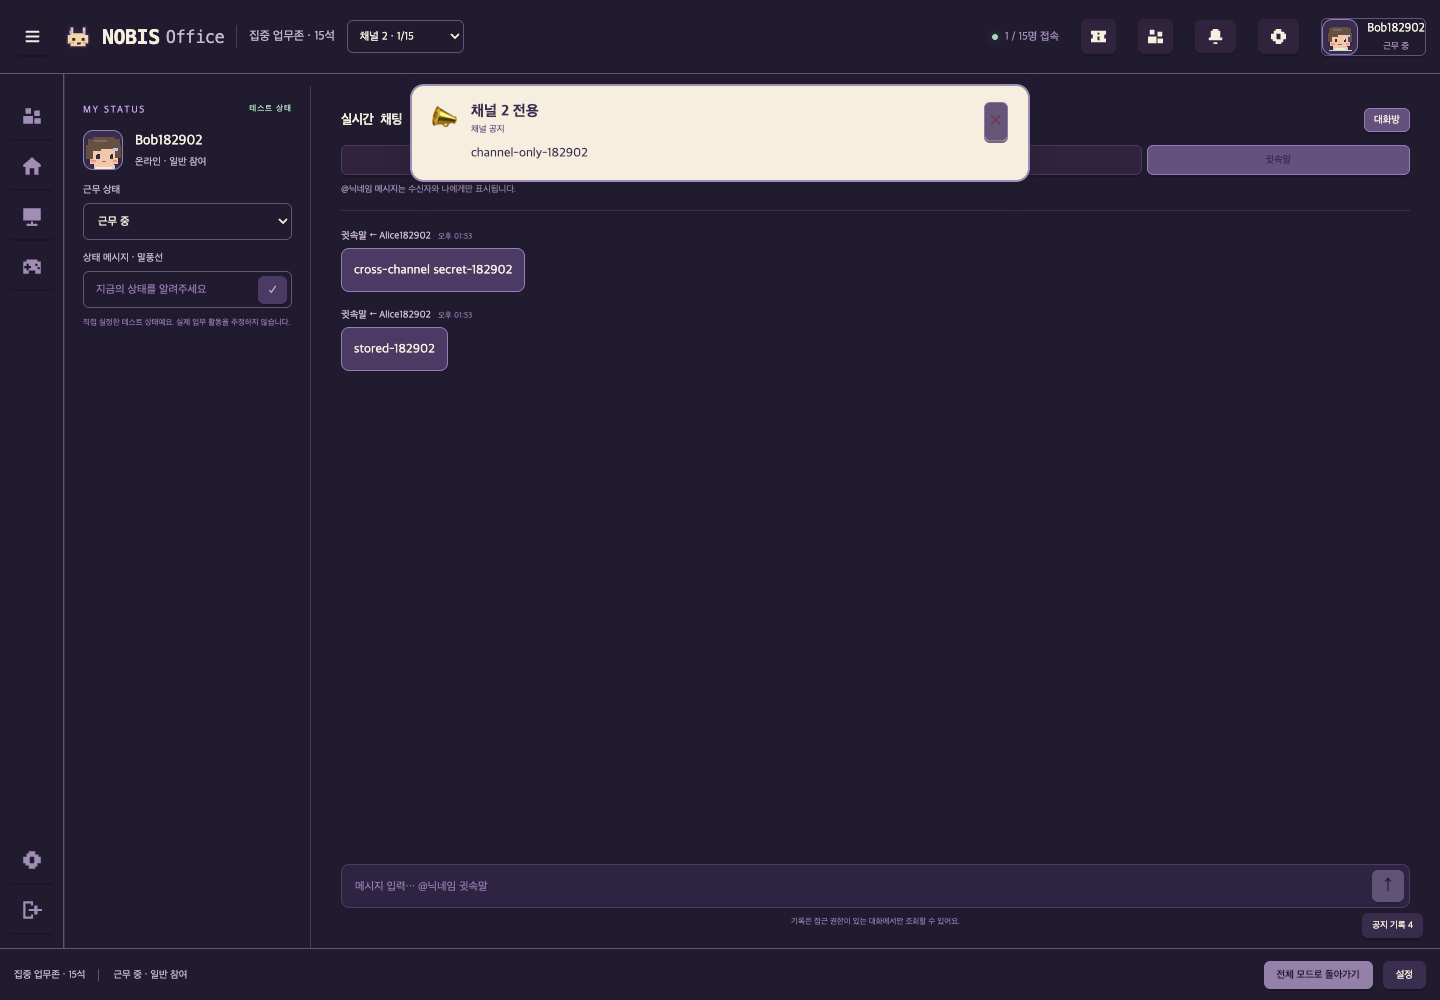 NOBIS Office
집중 업무존 · 15석
채널 2 · 1/15
1 / 15명 접속
Bob182902
근무 중
MY STATUS
테스트 상태
Bob182902
온라인 · 일반 참여
근무 상태
근무 중
상태 메시지 · 말풍선
지금의 상태를 알려주세요
✓
직접 설정한 테스트 상태예요. 실제 업무 활동을 추정하지 않습니다.
실시간 채팅
대화방
채널 2 전용
채널 공지
channel-only-182902
×
귓속말
@닉네임 메시지는 수신자와 나에게만 표시됩니다.
귓속말 ← Alice182902 오후 01:53
cross-channel secret-182902
귓속말 ← Alice182902 오후 01:53
stored-182902
메시지 입력… @닉네임 귓속말
↑
기록은 접근 권한이 있는 대화에서만 조회할 수 있어요.
공지 기록 4
집중 업무존 · 15석
근무 중 · 일반 참여
전체 모드로 돌아가기
설정